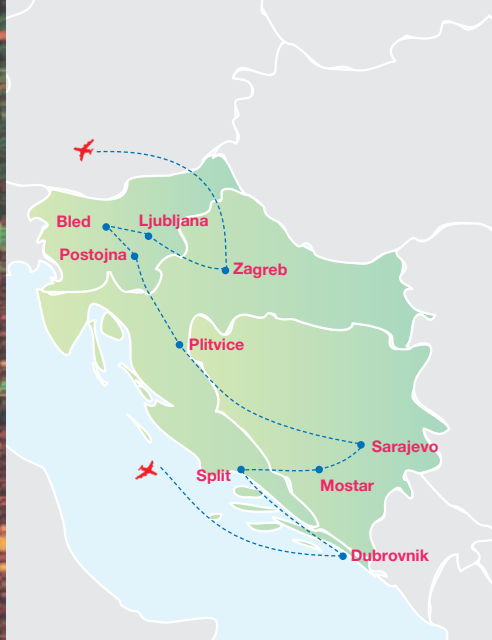 Bled
Ljubljana
Postojna
Zagreb
Plitvice
Sarajevo
Split
Mostar
Dubrovnik